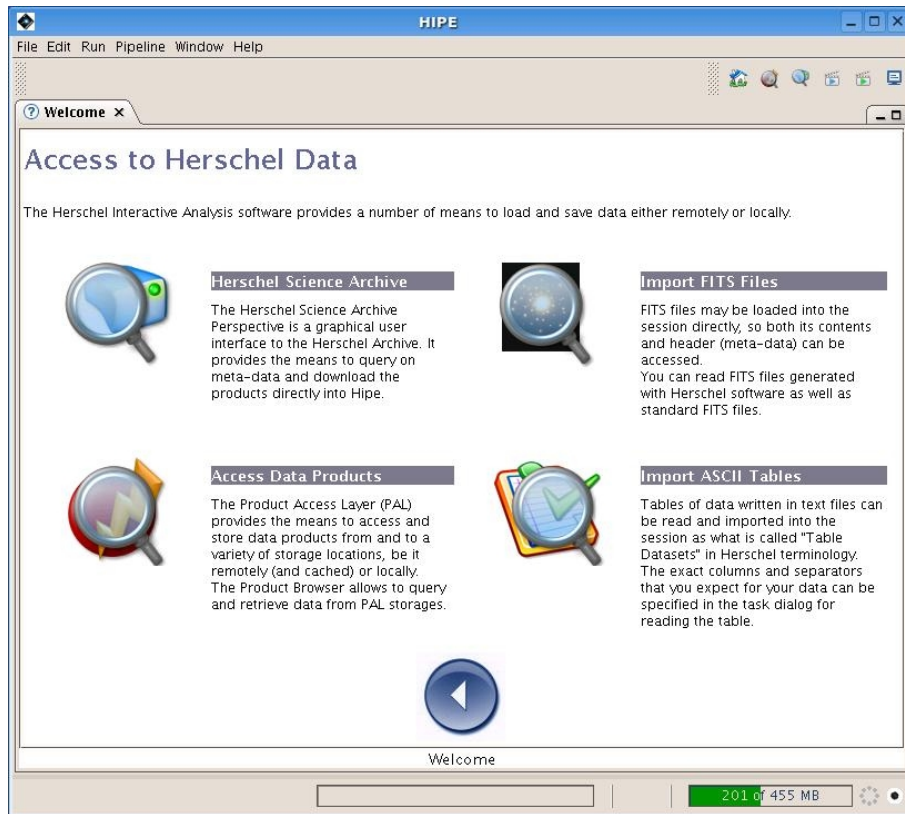 HIPE
File Edit Run Pipeline Window Help
Welcome
Access to Herschel Data
The Herschel Interactive Analysis software provides a number of means to load and save data either remotely or locally.
Herschel Science Archive
The Herschel Science Archive
Perspective is a graphical user
interface to the Herschel Archive. It
provides the means to query on
meta-data and download the
products directly into Hipe.
Import FITS Files
FITS files may be loaded into the
session directly, so both its contents
and header (meta-data) can be
accessed.
You can read FITS files generated
with Herschel software as well as
standard FITS files.
Access Data Products
The Product Access Layer (PAL)
provides the means to access and
store data products from and to a
variety of storage locations, be it
remotely (and cached) or locally.
The Product Browser allows to query
and retrieve data from PAL storages.
Import ASCII Tables
Tables of data written in text files can
be read and imported into the
session as what is called "Table
Datasets" in Herschel terminology.
The exact columns and separators
that you expect for your data can be
specified in the task dialog for
reading the table.
Welcome
201 of 455 MB